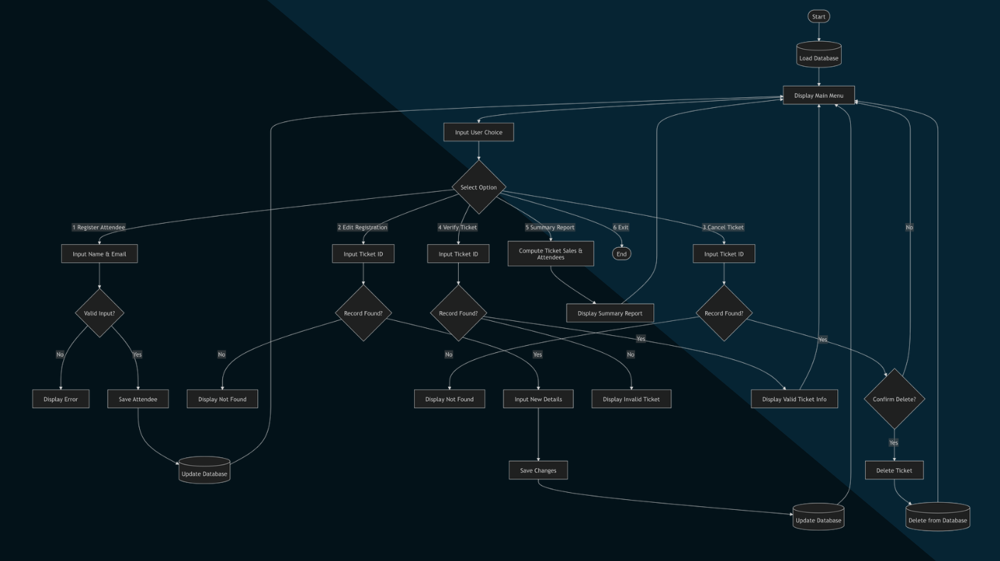 Start
Load Database
Display Main Menu
Input User Choice
Select Option
1 Register Attendee
2 Edit Registration
4 Verify Ticket
5 Summary Report
6 Exit
3 Cancel Ticket
No
Input Name & Email
Input Ticket ID
Input Ticket ID
Compute Ticket Sales &
Attendees
End
Input Ticket ID
Valid Input?
Record Found?
Record Found?
Display Summary Report
Record Found?
No
Yes
No
No
Yes
No
Yes
Yes
Display Error
Save Attendee
Display Not Found
Display Not Found
Input New Details
Display Invalid Ticket
Display Valid Ticket Info
Confirm Delete?
Yes
Update Database
Save Changes
Delete Ticket
Update Database
Delete from Database